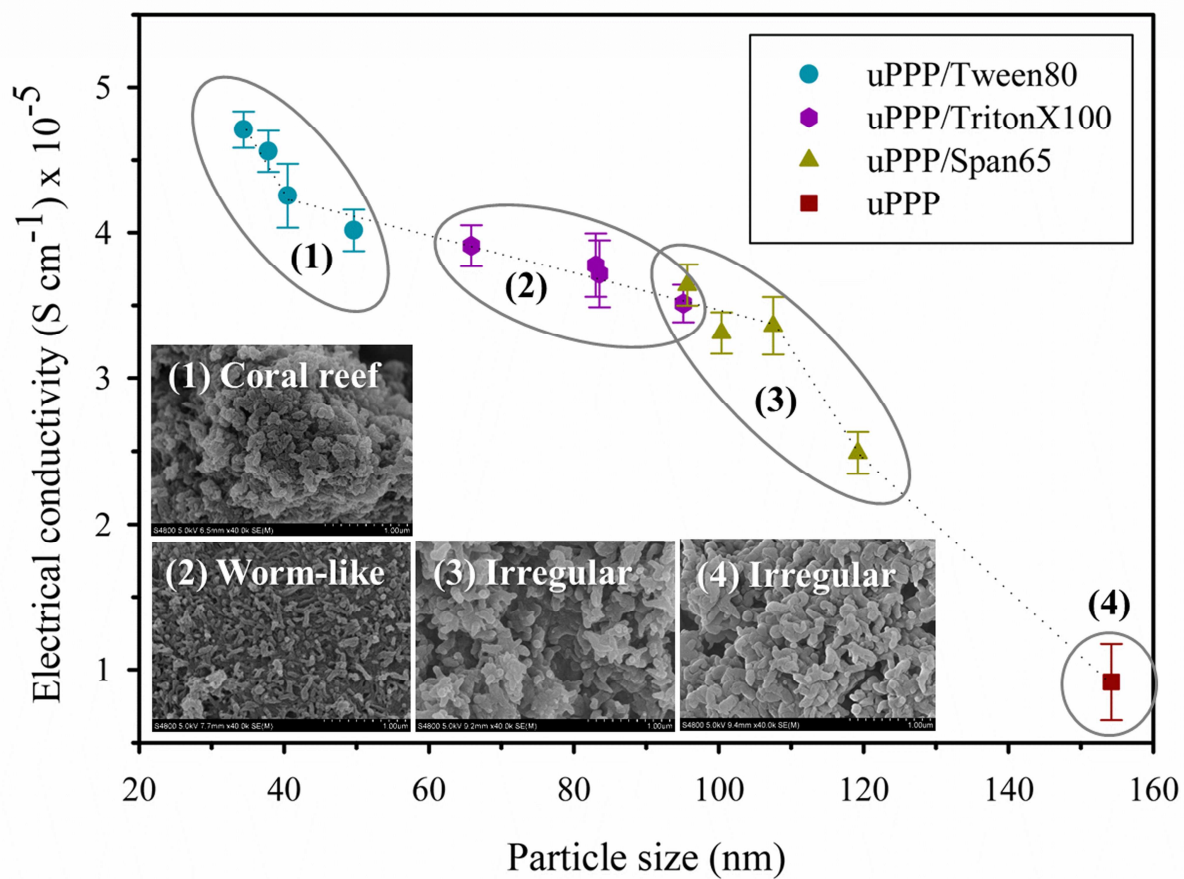 Electrical conductivity (S cm⁻¹) x 10⁻⁵
5
4
3
2
1
uPPP/Tween80
uPPP/TritonX100
uPPP/Span65
uPPP
(1)
(2)
(3)
(4)
(1) Coral reef
S4800 5.0kV 6.5mm x40.0k SE(M) 1.00um
(2) Worm-like
S4800 5.0kV 7.7mm x40.0k SE(M) 1.00um
(3) Irregular
S4800 5.0kV 9.2mm x40.0k SE(M) 1.00um
(4) Irregular
S4800 5.0kV 9.4mm x40.0k SE(M) 1.00um
20 40 60 80 100 120 140 160
Particle size (nm)